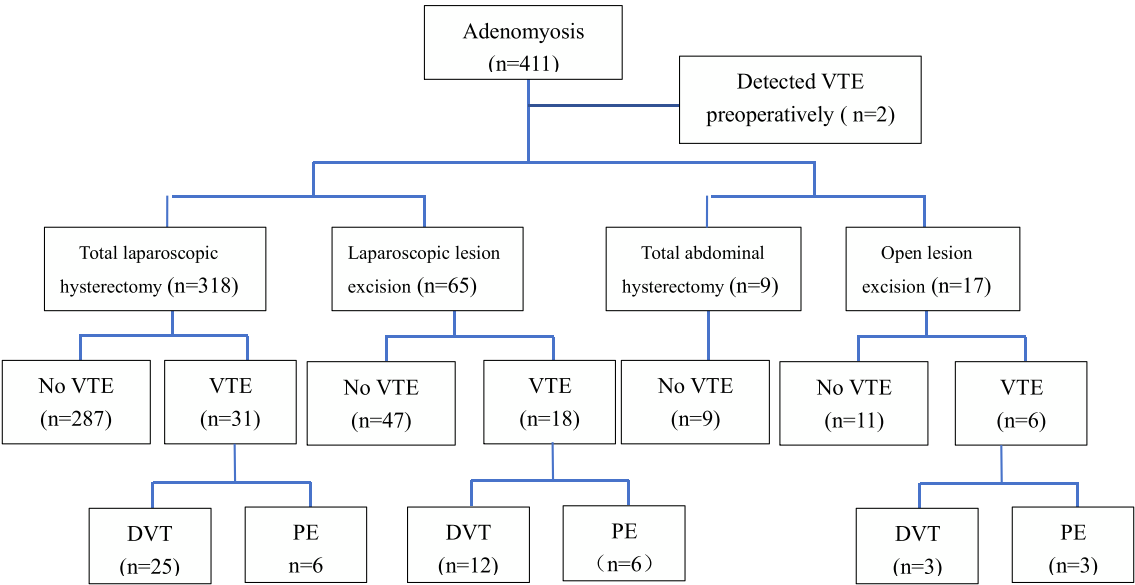 Adenomyosis
(n=411)
Detected VTE
preoperatively ( n=2)
Total laparoscopic
hysterectomy (n=318)
Laparoscopic lesion
excision (n=65)
Total abdominal
hysterectomy (n=9)
Open lesion
excision (n=17)
No VTE
(n=287)
VTE
(n=31)
No VTE
(n=47)
VTE
(n=18)
No VTE
(n=9)
No VTE
(n=11)
VTE
(n=6)
DVT
(n=25)
PE
n=6
DVT
(n=12)
PE
（n=6）
DVT
(n=3)
PE
(n=3)